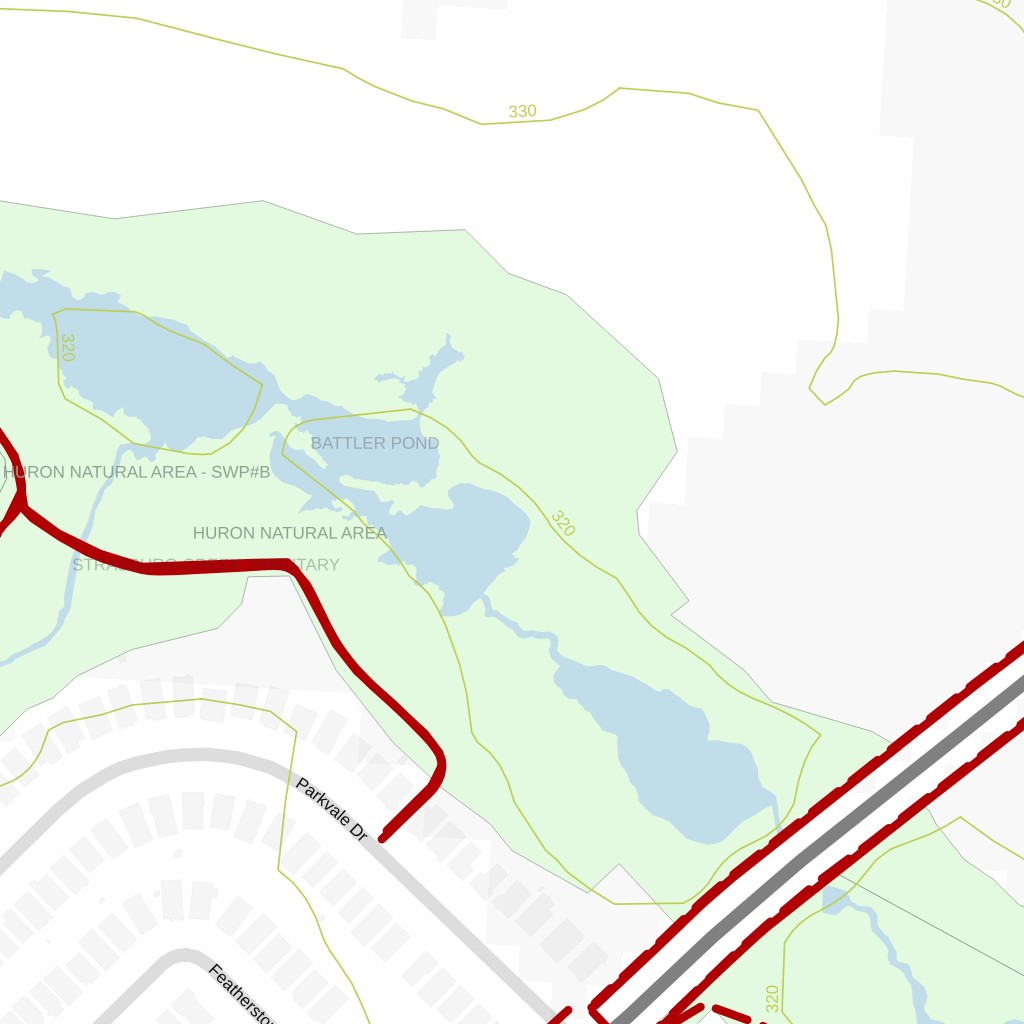 330
320
BATTLER POND
HURON NATURAL AREA - SWP#B
320
HURON NATURAL AREA
Parkvale Dr
320